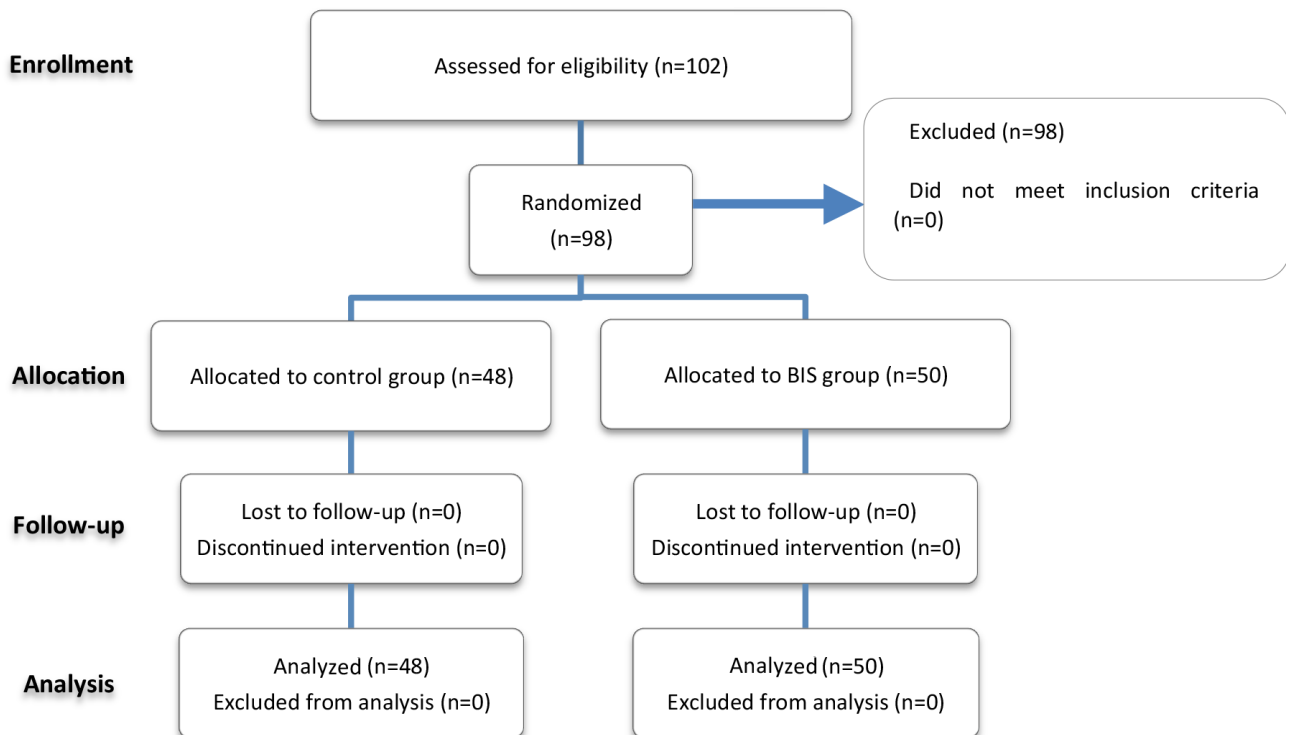 Enrollment
Assessed for eligibility (n=102)
Excluded (n=98)
Did not meet inclusion criteria
(n=0)
Randomized
(n=98)
Allocation
Allocated to control group (n=48)
Allocated to BIS group (n=50)
Follow-up
Lost to follow-up (n=0)
Discontinued intervention (n=0)
Lost to follow-up (n=0)
Discontinued intervention (n=0)
Analysis
Analyzed (n=48)
Excluded from analysis (n=0)
Analyzed (n=50)
Excluded from analysis (n=0)